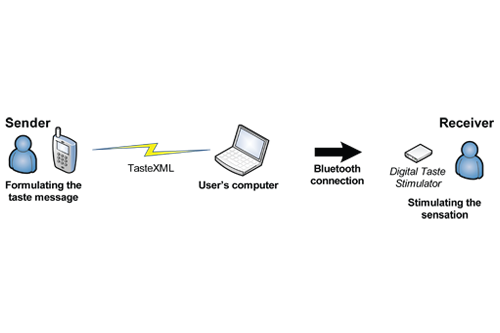 Sender
Formulating the
taste message
TasteXML
User's computer
Bluetooth
connection
Receiver
Digital Taste
Stimulator
Stimulating the
sensation